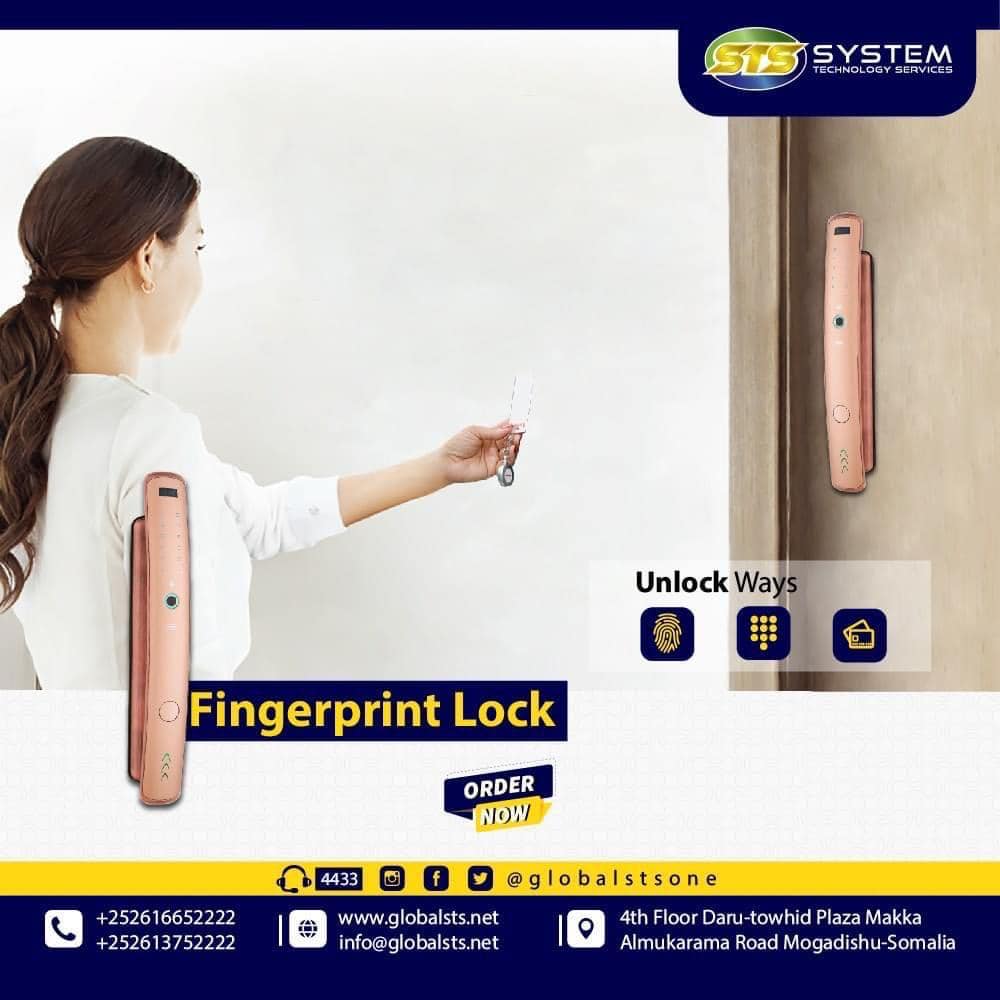 STS SYSTEM
TECHNOLOGY SERVICES
Unlock Ways
Fingerprint Lock
ORDER
NOW
4433 @globalstsone
+252616652222
+252613752222
www.globalsts.net
info@globalsts.net
4th Floor Daru-towhid Plaza Makka
Almukarama Road Mogadishu-Somalia